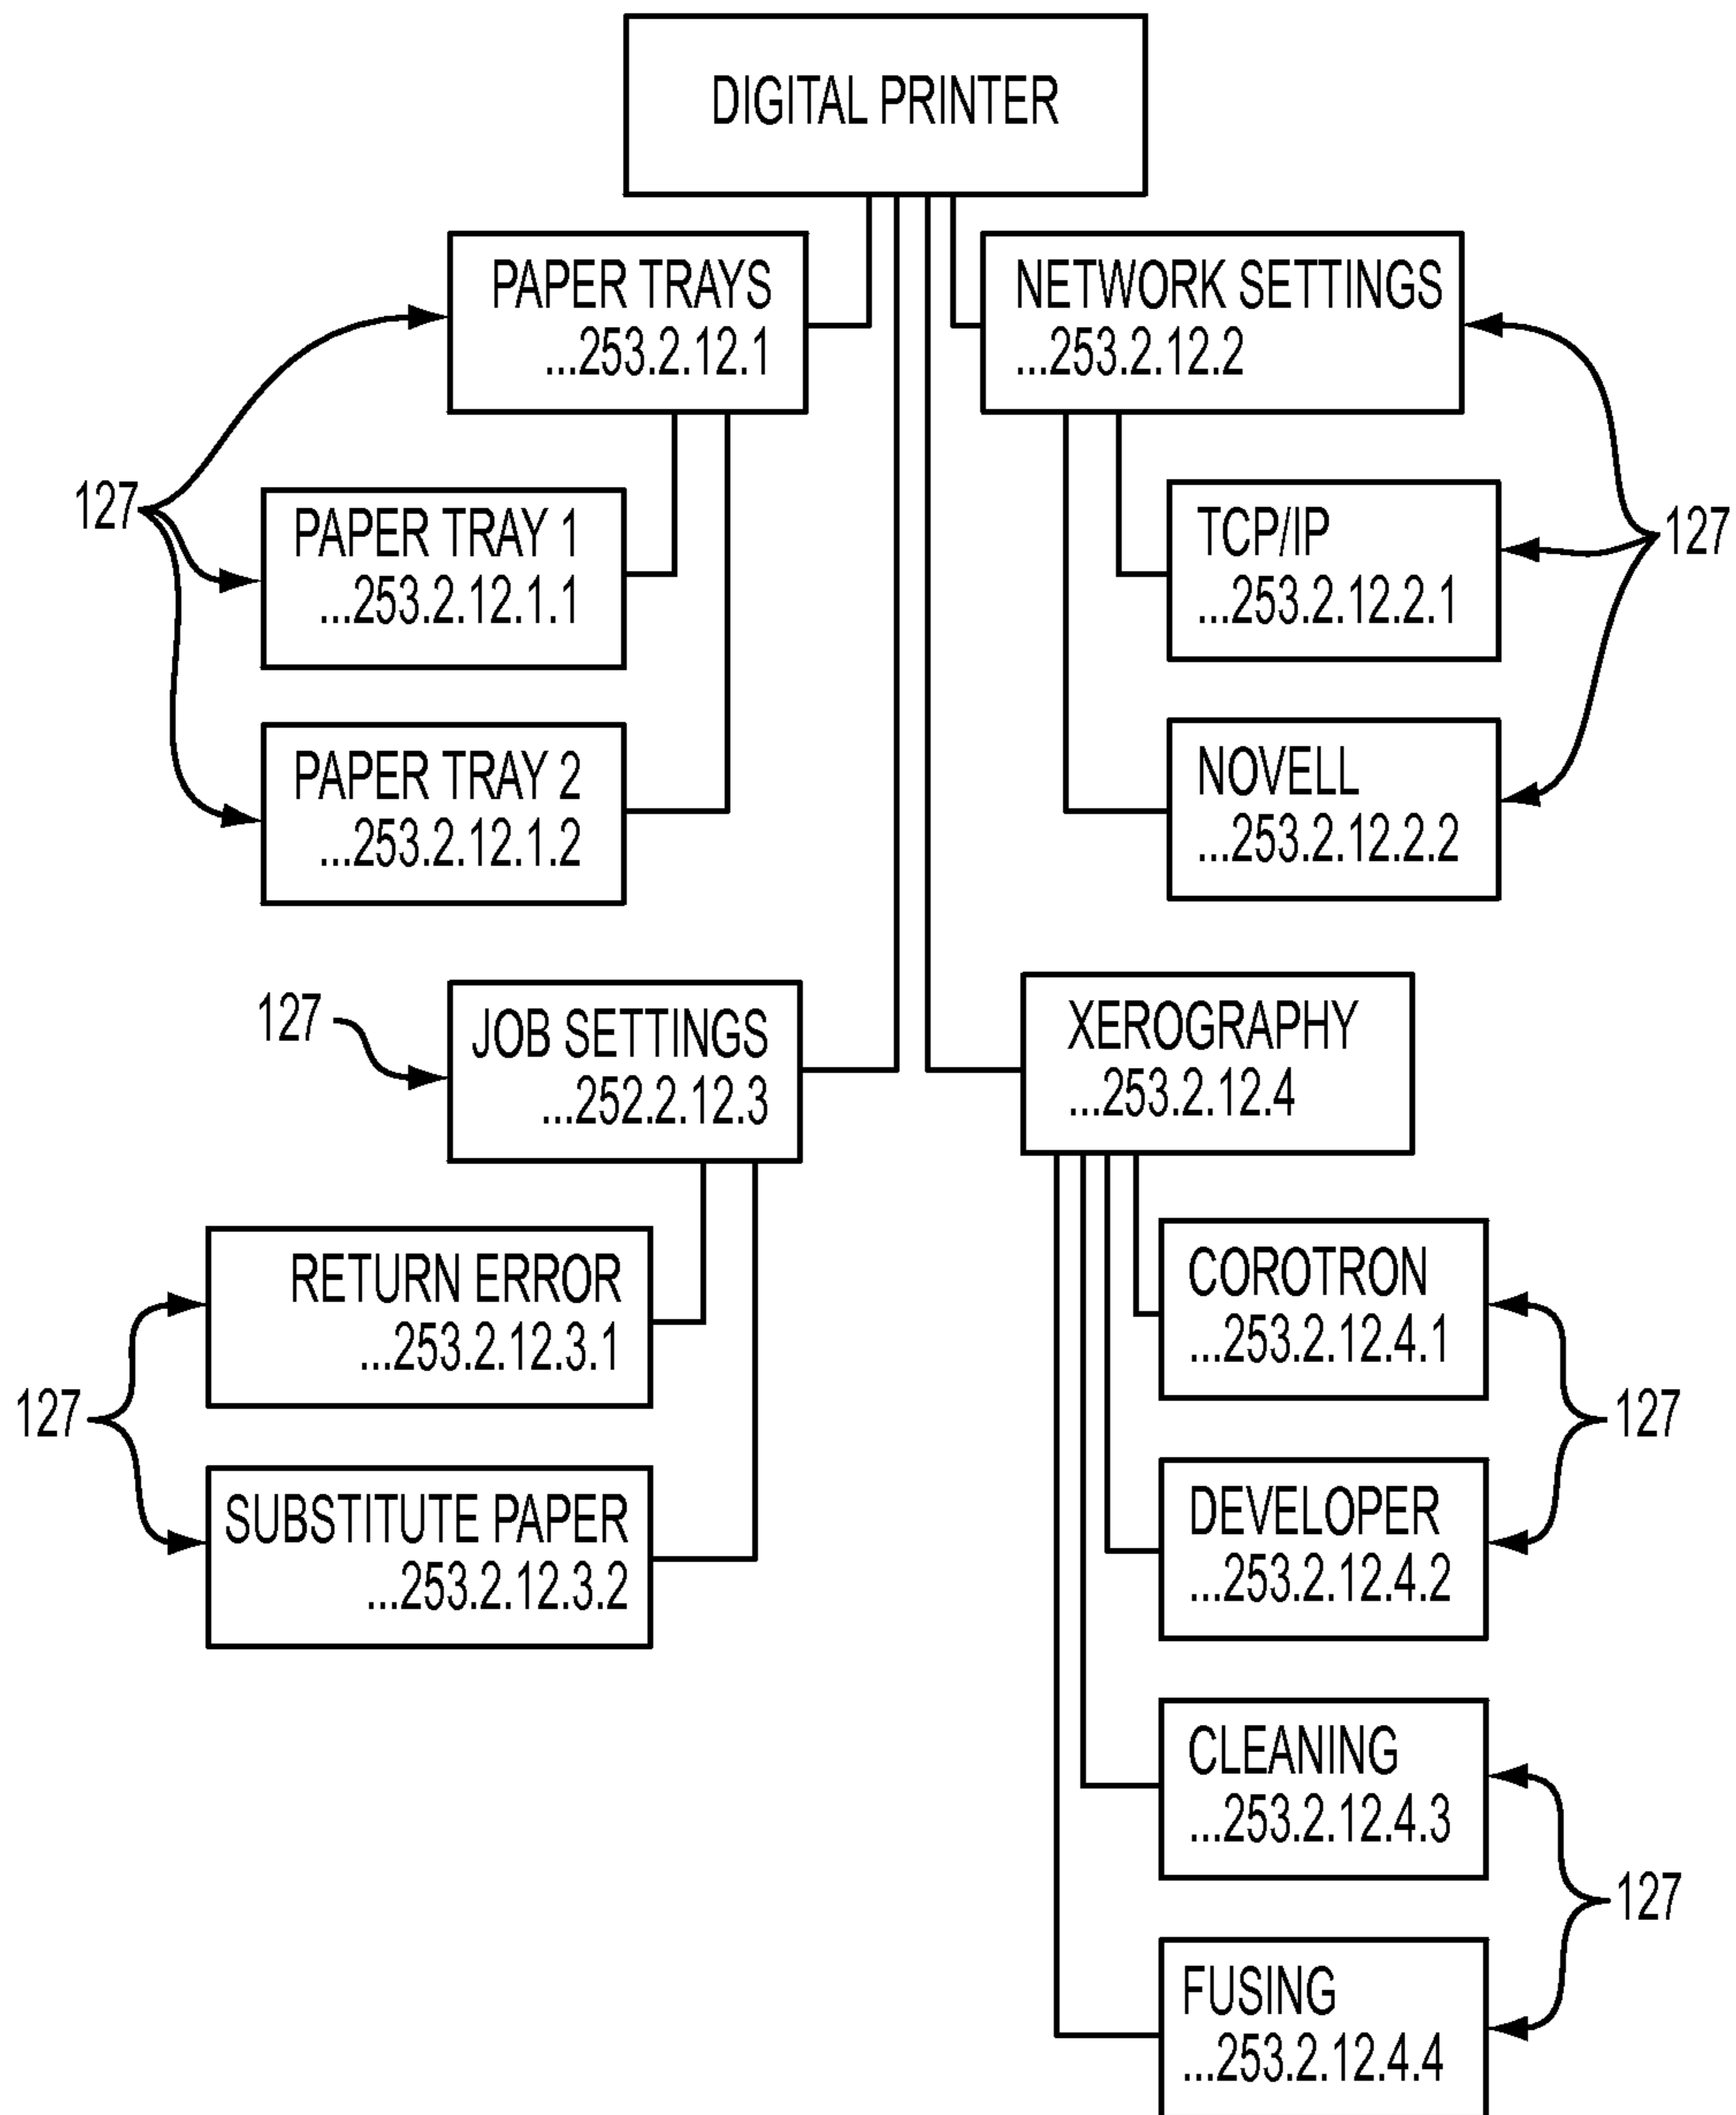 DIGITAL PRINTER
PAPER TRAYS
...253.2.12.1
NETWORK SETTINGS
...253.2.12.2
127
PAPER TRAY 1
...253.2.12.1.1
TCP/IP
...253.2.12.2.1
127
PAPER TRAY 2
...253.2.12.1.2
NOVELL
...253.2.12.2.2
127
JOB SETTINGS
...252.2.12.3
XEROGRAPHY
...253.2.12.4
RETURN ERROR
...253.2.12.3.1
COROTRON
...253.2.12.4.1
127
127
SUBSTITUTE PAPER
...253.2.12.3.2
DEVELOPER
...253.2.12.4.2
CLEANING
...253.2.12.4.3
127
FUSING
...253.2.12.4.4